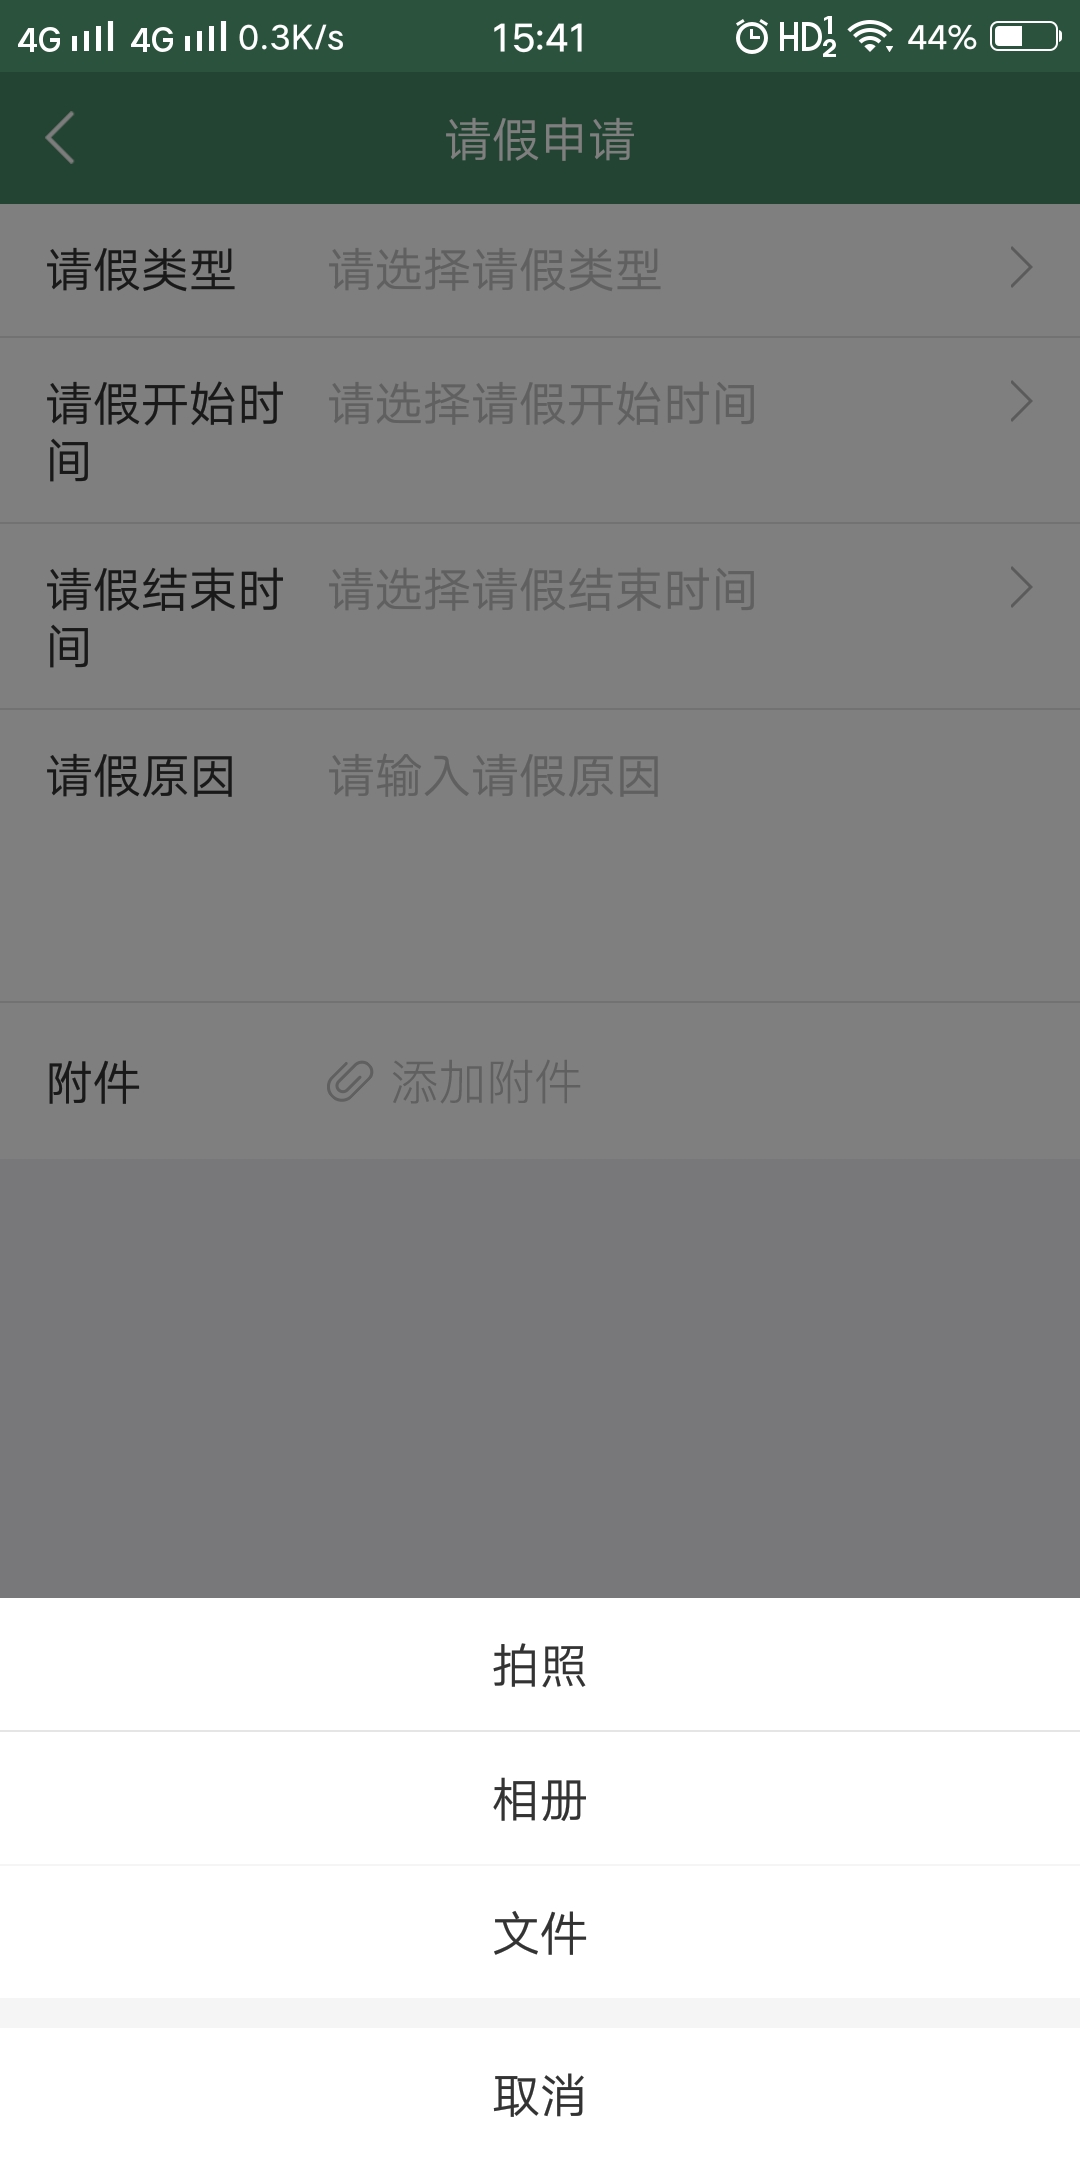 4G 4G 0.3K/s 15:41 HD 1 2 44%
请假申请
请假类型 请选择请假类型
请假开始时 请选择请假开始时间
间
请假结束时 请选择请假结束时间
间
请假原因 请输入请假原因
附件 添加附件
拍照
相册
文件
取消